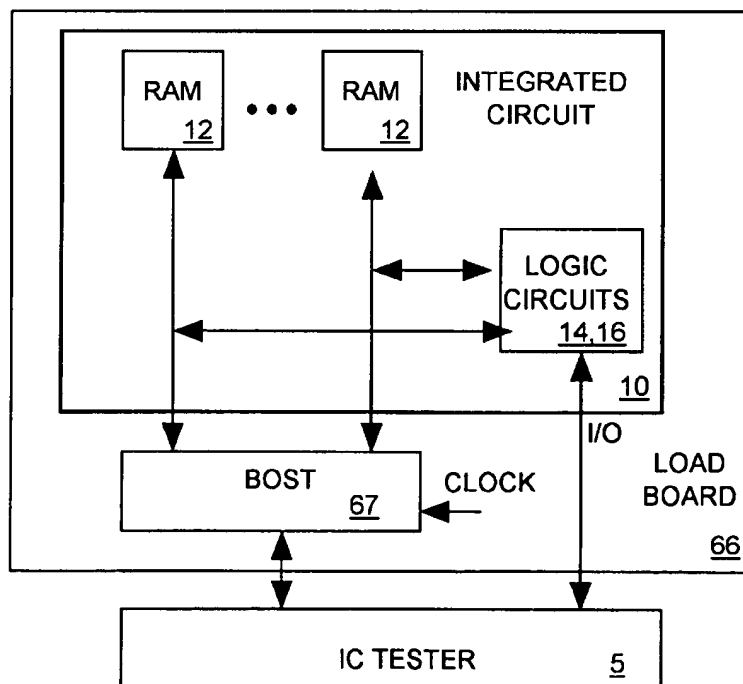 RAM
12
RAM
12
INTEGRATED
CIRCUIT
LOGIC
CIRCUITS
14,16
10
I/O
BOST
67
CLOCK
LOAD
BOARD
66
IC TESTER
5